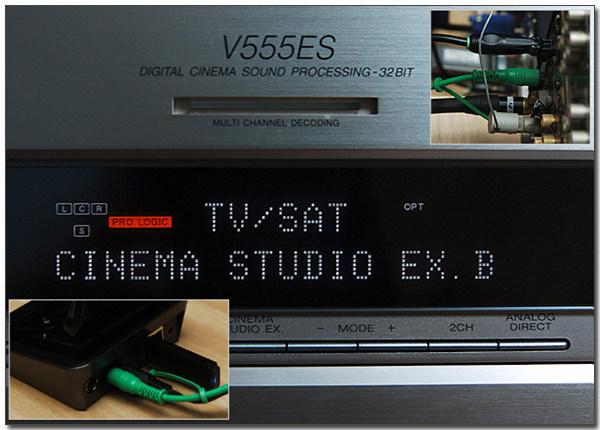 V555ES
DIGITAL CINEMA SOUND PROCESSING-32BIT
MULTI CHANNEL DECODING
L C R
S
PRO LOGIC
TV/SAT
OPT
CINEMA STUDIO EX.B
CINEMA
UDIO EX.
- MODE +
2CH
ANALOG
DIRECT